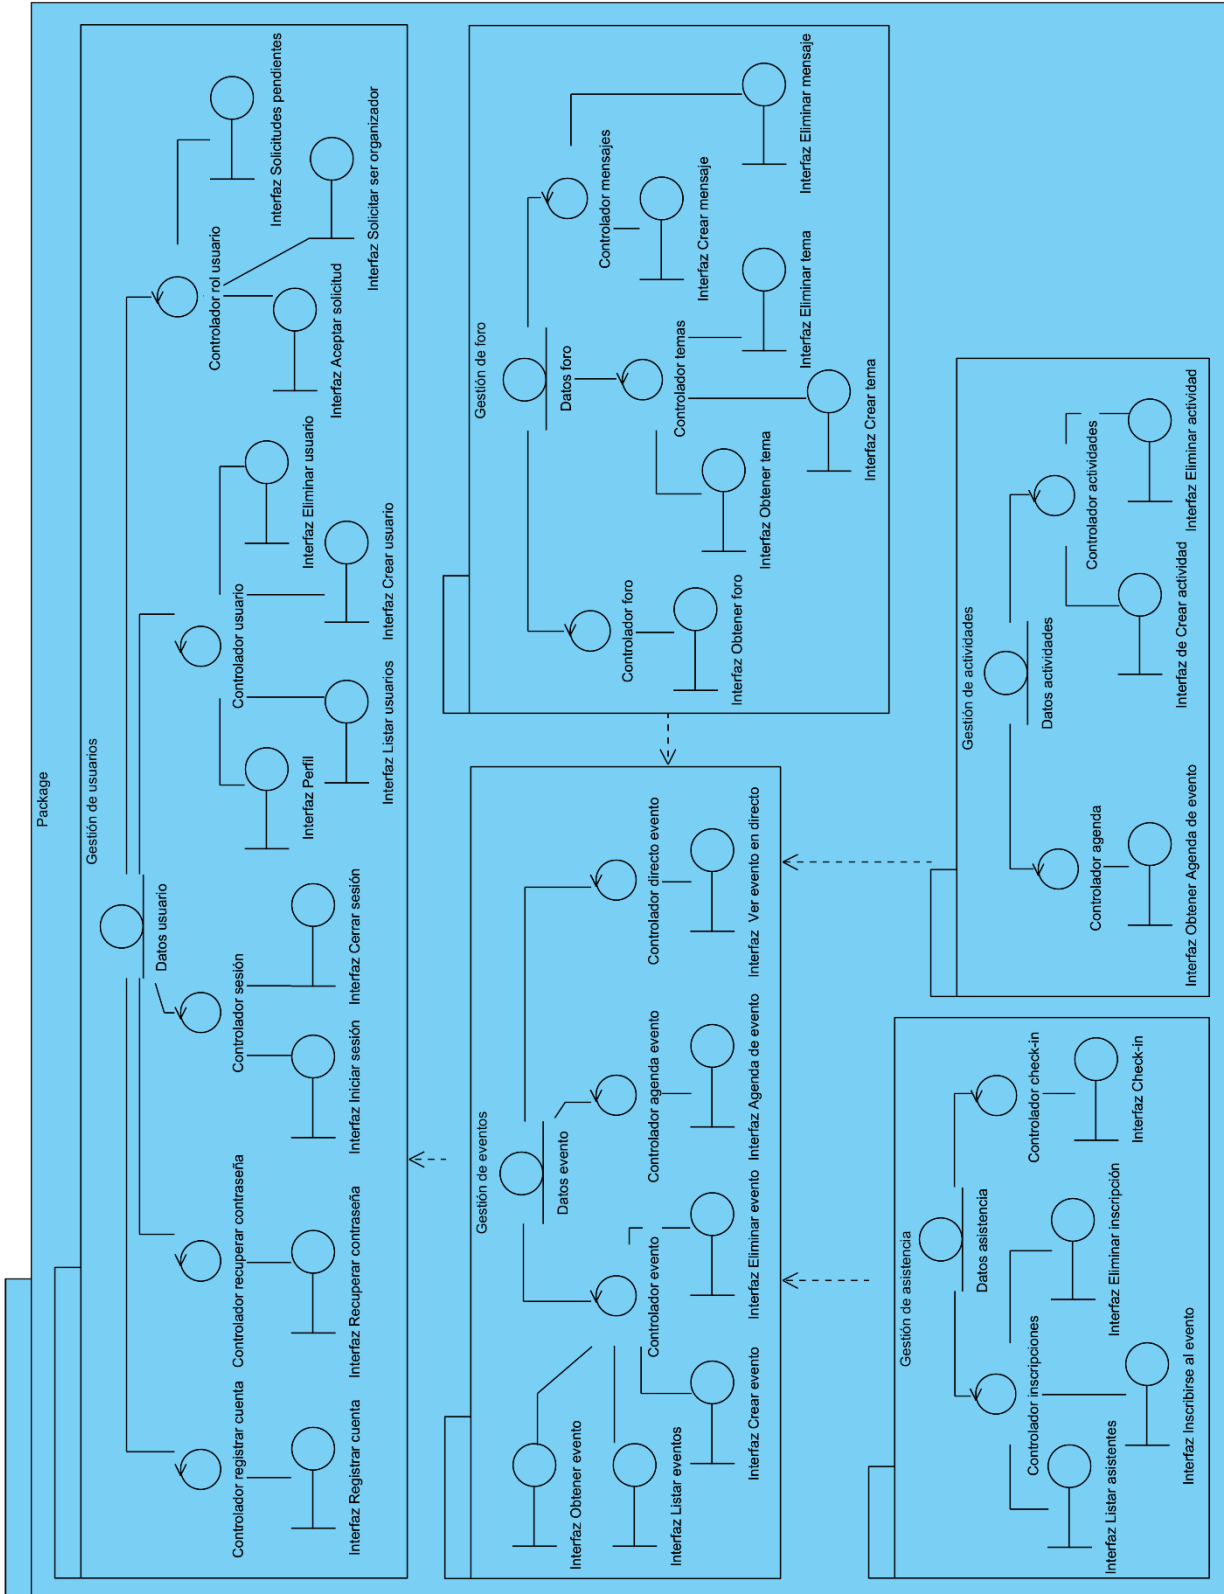 Package
Gestión de usuarios
Datos usuario
Controlador registrar cuenta
Interfaz Registrar cuenta
Controlador recuperar contraseña
Interfaz Recuperar contraseña
Controlador sesión
Interfaz Iniciar sesión
Interfaz Cerrar sesión
Controlador usuario
Interfaz Perfil
Interfaz Listar usuarios
Interfaz Crear usuario
Interfaz Eliminar usuario
Controlador rol usuario
Interfaz Aceptar solicitud
Interfaz Solicitar ser organizador
Interfaz Solicitudes pendientes
Gestión de eventos
Datos evento
Controlador evento
Interfaz Obtener evento
Interfaz Listar eventos
Interfaz Crear evento
Interfaz Eliminar evento
Controlador agenda evento
Interfaz Agenda de evento
Controlador directo evento
Interfaz Ver evento en directo
Gestión de foro
Datos foro
Controlador foro
Interfaz Obtener foro
Controlador temas
Interfaz Obtener tema
Interfaz Crear tema
Interfaz Eliminar tema
Controlador mensajes
Interfaz Crear mensaje
Interfaz Eliminar mensaje
Gestión de asistencia
Datos asistencia
Controlador inscripciones
Interfaz Listar asistentes
Interfaz Inscribirse al evento
Interfaz Eliminar inscripción
Controlador check-in
Interfaz Check-in
Gestión de actividades
Datos actividades
Controlador agenda
Interfaz Obtener Agenda de evento
Controlador actividades
Interfaz de Crear actividad
Interfaz Eliminar actividad